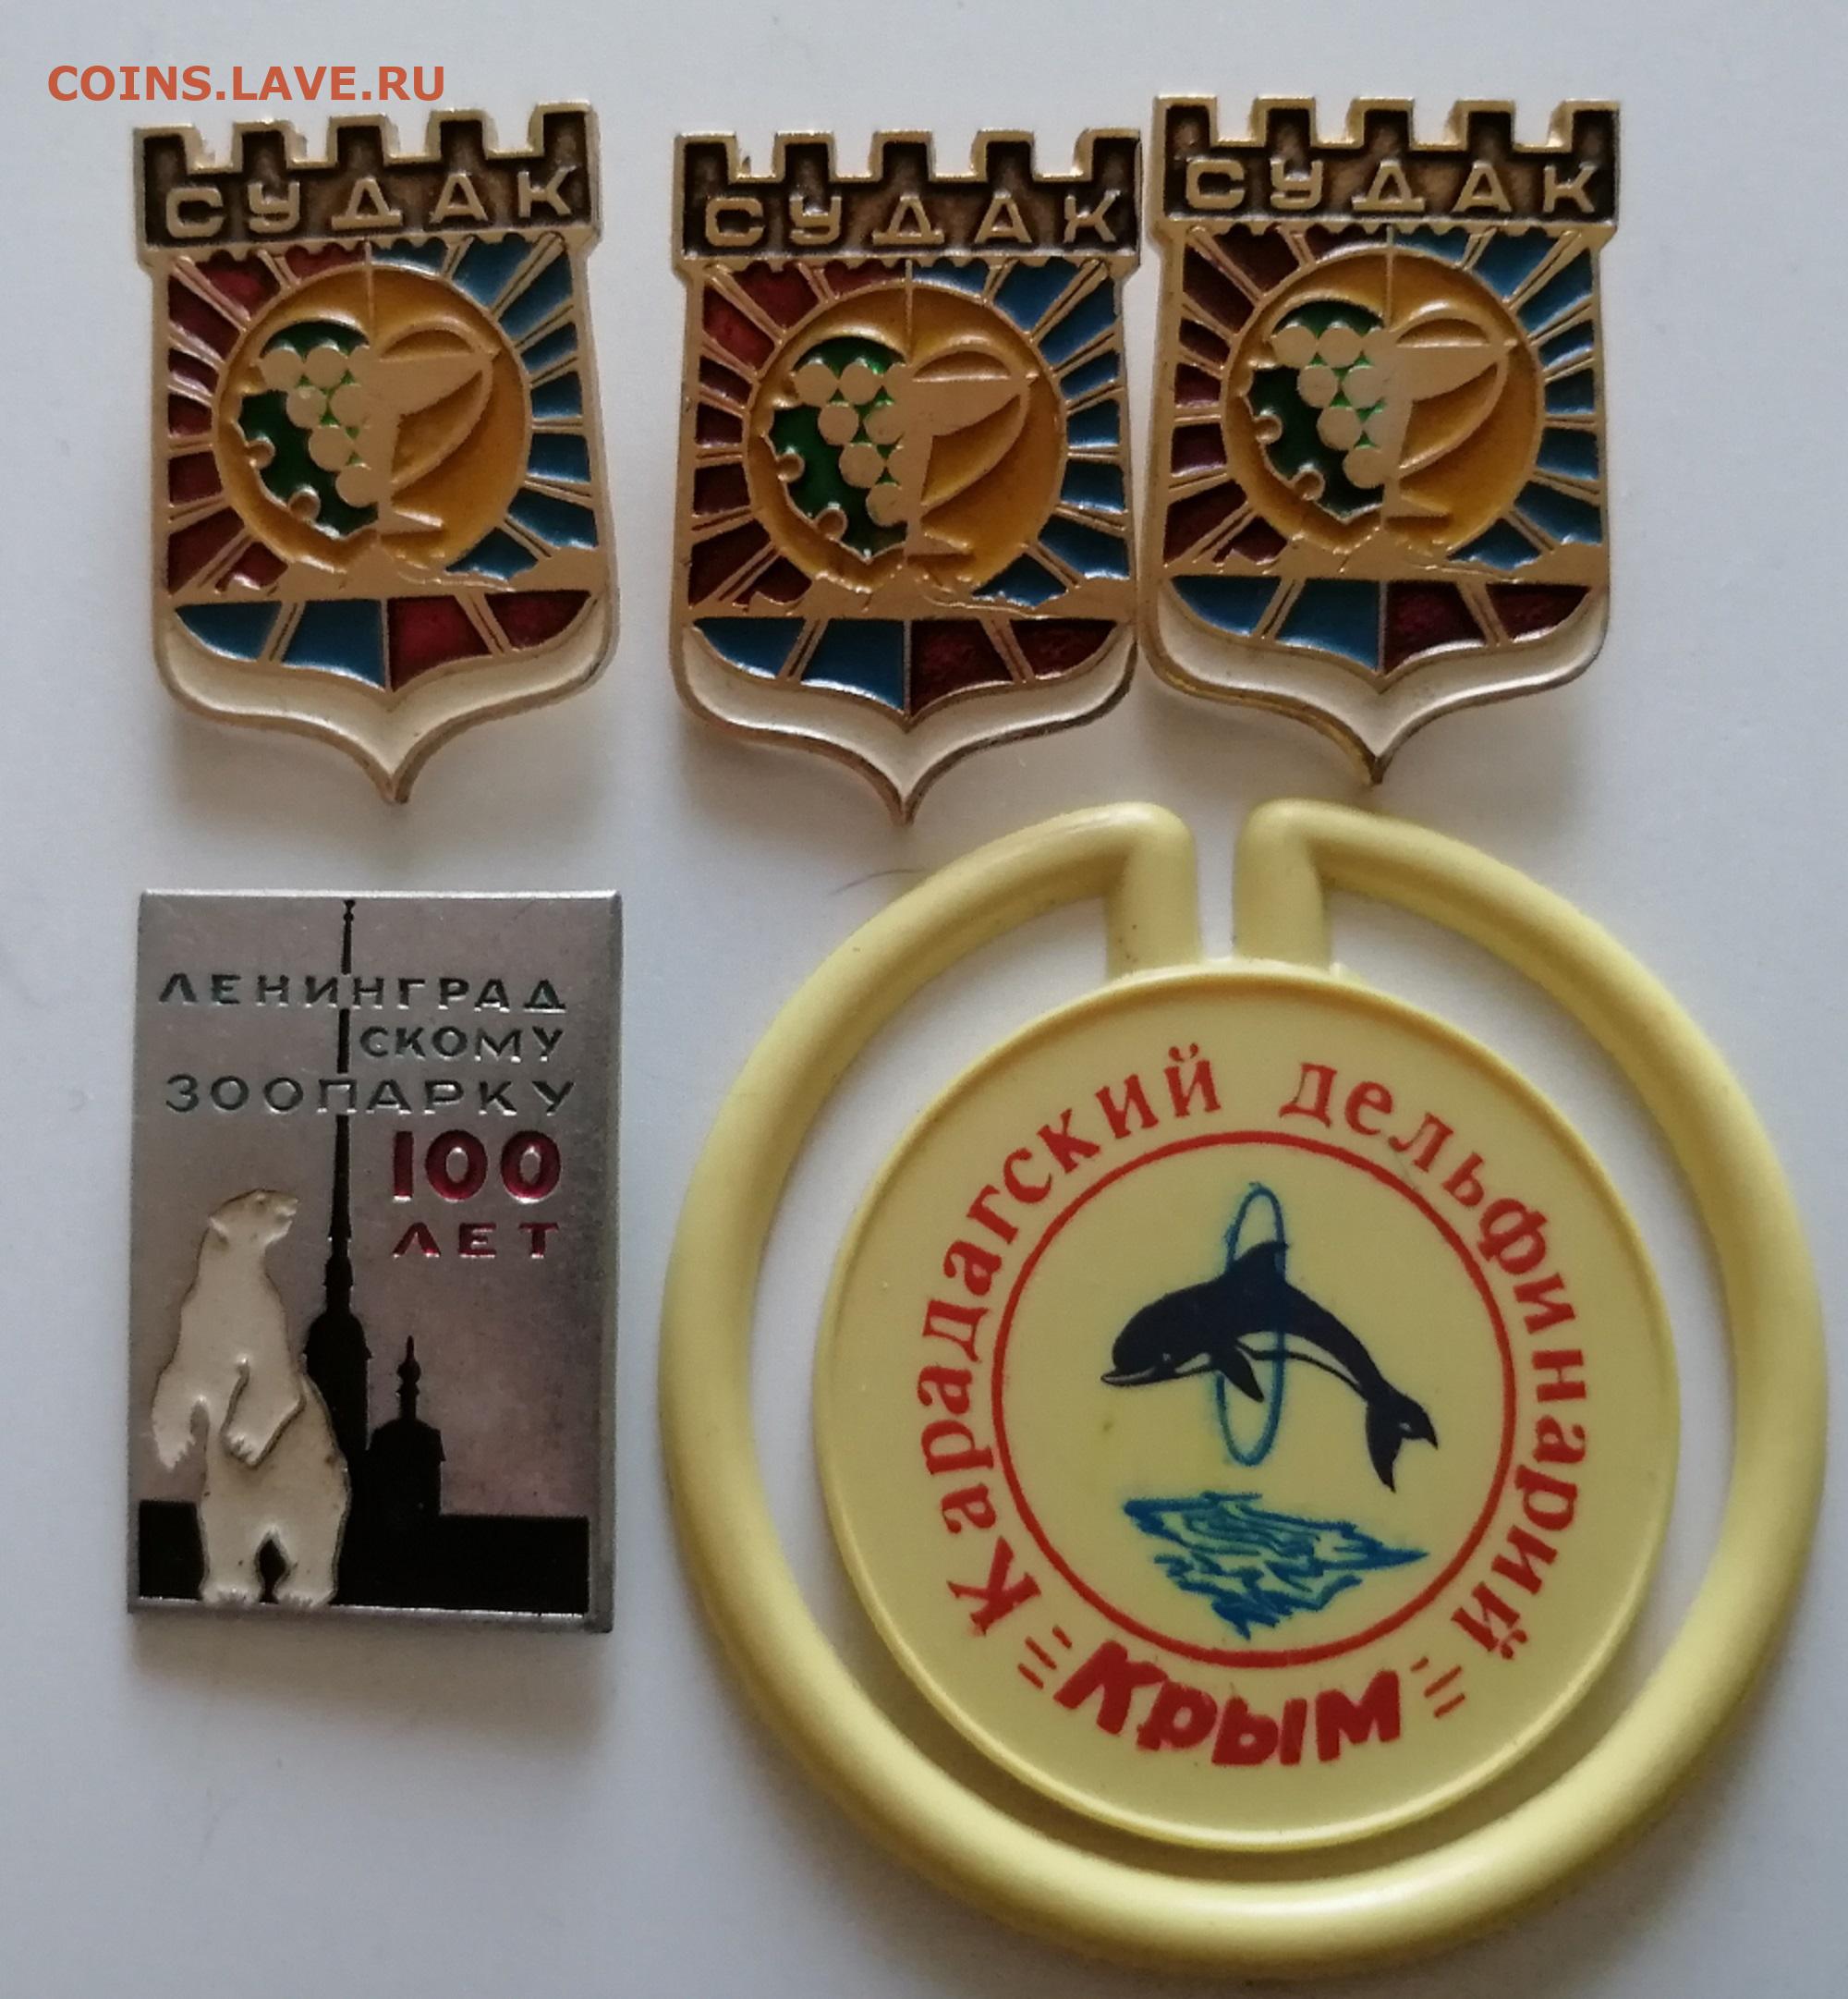 COINS.LAVE.RU
СУДАК
СУДАК
СУДАК
ЛЕНИНГРАД
СКОМУ
ЗООПАРКУ
100
ЛЕТ
Карадагский дельфинарий
=Крым=